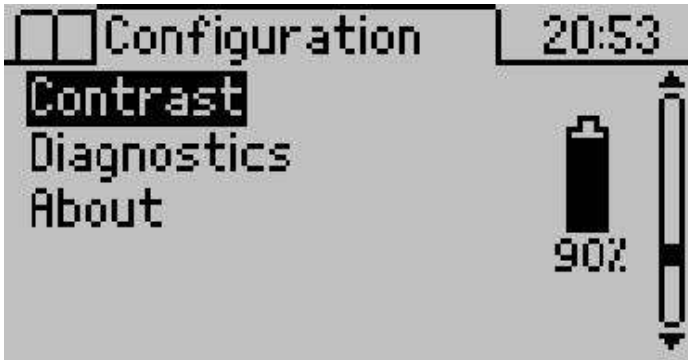 Configuration 20:53
Contrast
Diagnostics
About
90%